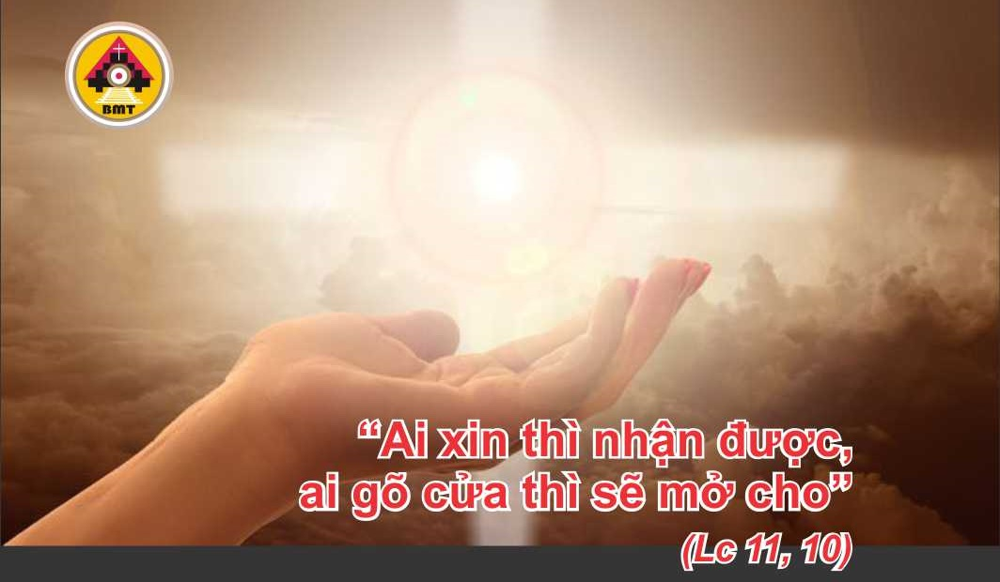 BMT
“Ai xin thì nhận được,
ai gõ cửa thì sẽ mở cho”
(Lc 11, 10)